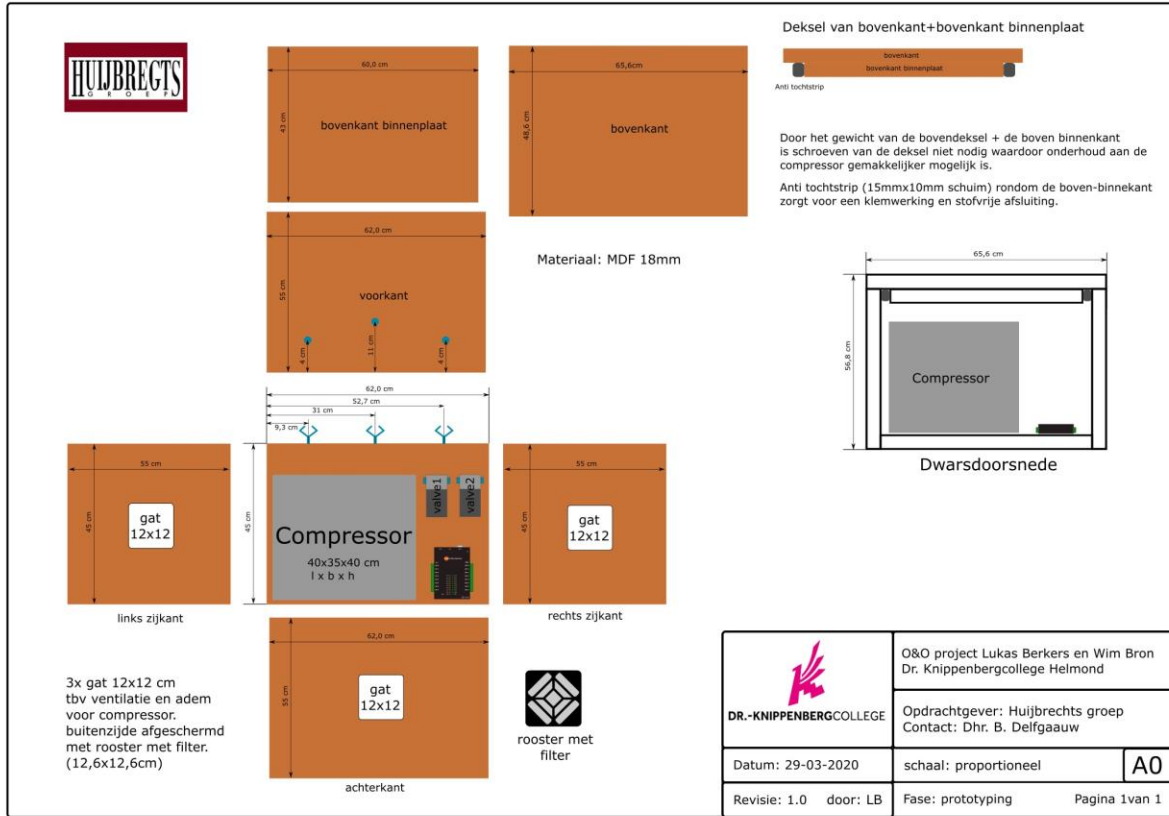 HUIJBREGTS
GROEP
60,0 cm
43 cm
bovenkant binnenplaat
65,6cm
48,6 cm
bovenkant
Deksel van bovenkant+bovenkant binnenplaat
bovenkant
bovenkant binnenplaat
Anti tochtstrip
Door het gewicht van de bovendeksel + de boven binnenkant
is schroeven van de deksel niet nodig waardoor onderhoud aan de
compressor gemakkelijker mogelijk is.
Anti tochtstrip (15mmx10mm schuim) rondom de boven-binnekant
zorgt voor een klemwerking en stofvrije afsluiting.
62,0 cm
55 cm
voorkant
4 cm
11 cm
4 cm
Materiaal: MDF 18mm
65,6 cm
56,8 cm
Compressor
Dwarsdoorsnede
62,0 cm
52,7 cm
31 cm
9,3 cm
55 cm
45 cm
gat
12x12
links zijkant
45 cm
Compressor
40x35x40 cm
l x b x h
valve1
valve2
55 cm
45 cm
gat
12x12
rechts zijkant
62,0 cm
55 cm
gat
12x12
achterkant
3x gat 12x12 cm
tbv ventilatie en adem
voor compressor.
buitenzijde afgeschermd
met rooster met filter.
(12,6x12,6cm)
rooster met
filter
DR.-KNIPPENBERGCOLLEGE
O&O project Lukas Berkers en Wim Bron
Dr. Knippenbergcollege Helmond
Opdrachtgever: Huijbrechts groep
Contact: Dhr. B. Delfgaauw
Datum: 29-03-2020
schaal: proportioneel
A0
Revisie: 1.0 door: LB
Fase: prototyping
Pagina 1van 1